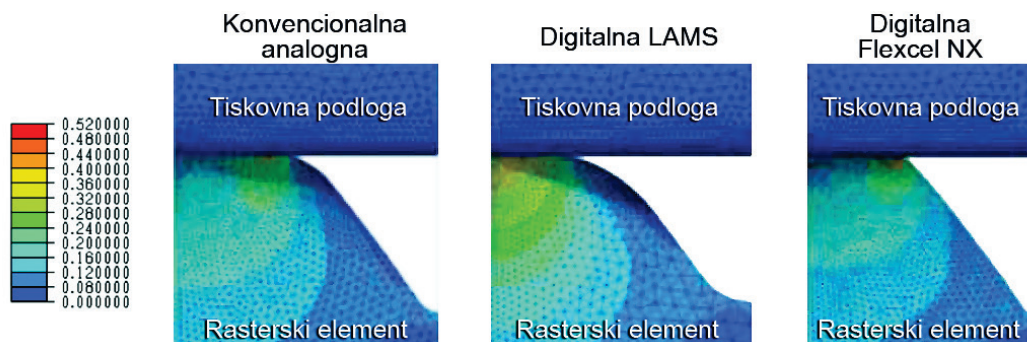 Konvencionalna
analogna
Digitalna LAMS
Digitalna
Flexcel NX
Tiskovna podloga
Tiskovna podloga
Tiskovna podloga
0.520000
0.480000
0.440000
0.360000
0.320000
0.280000
0.240000
0.200000
0.160000
0.120000
0.080000
0.000000
Rasterski element
Rasterski element
Rasterski element